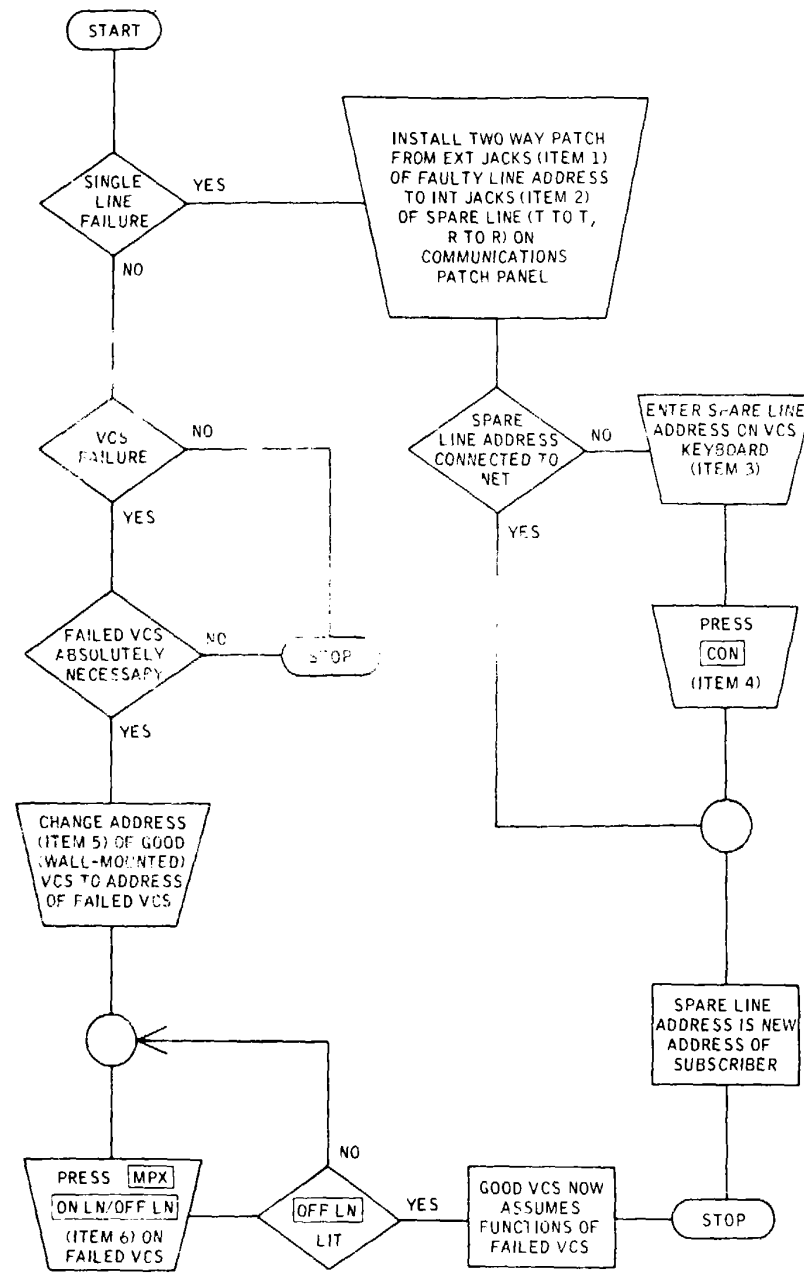 START
SINGLE
LINE
FAILURE
YES
NO
INSTALL TWO WAY PATCH
FROM EXT JACKS (ITEM 1)
OF FAULTY LINE ADDRESS
TO INT JACKS (ITEM 2)
OF SPARE LINE (T TO T,
R TO R) ON
COMMUNICATIONS
PATCH PANEL
VCS
FAILURE
NO
YES
SPARE
LINE ADDRESS
CONNECTED TO
NET
NO
YES
ENTER SPARE LINE
ADDRESS ON VCS
KEYBOARD
(ITEM 3)
FAILED VCS
ABSOLUTELY
NECESSARY
NO
YES
STOP
PRESS
CON
(ITEM 4)
CHANGE ADDRESS
(ITEM 5) OF GOOD
(WALL-MOUNTED)
VCS TO ADDRESS
OF FAILED VCS
SPARE LINE
ADDRESS IS NEW
ADDRESS OF
SUBSCRIBER
PRESS MPX
ON LN/OFF LN
(ITEM 6) ON
FAILED VCS
NO
OFF LN
LIT
YES
GOOD VCS NOW
ASSUMES
FUNCTIONS OF
FAILED VCS
STOP